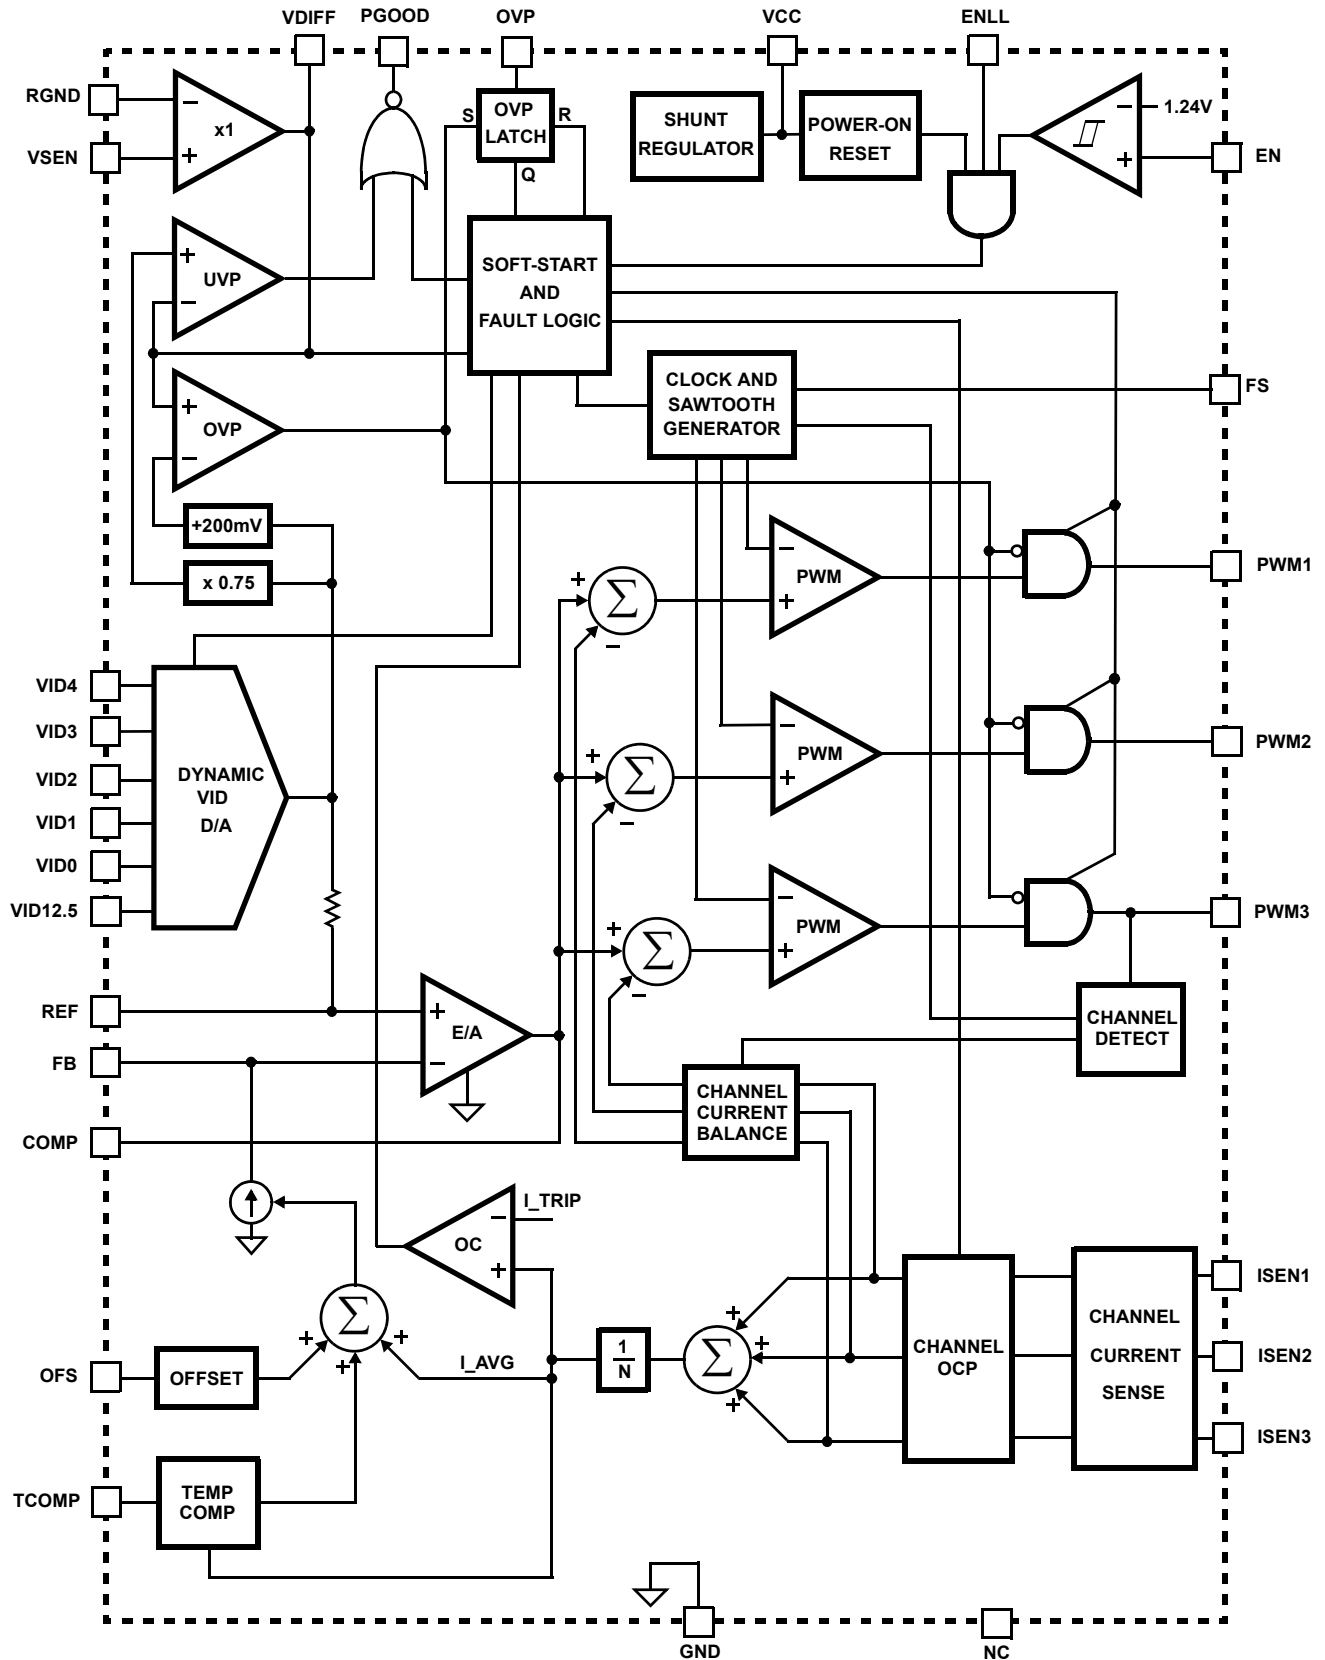 VDIFF
PGOOD
OVP
VCC
ENLL
RGND
−
x1
VSEN
+
S
OVP
LATCH
R
Q
SHUNT
REGULATOR
POWER-ON
RESET
−
1.24V
+
EN
+
UVP
−
SOFT-START
AND
FAULT LOGIC
+
OVP
−
CLOCK AND
SAWTOOTH
GENERATOR
FS
+200mV
x 0.75
+
Σ
−
−
PWM
+
PWM1
VID4
VID3
VID2
VID1
VID0
VID12.5
DYNAMIC
VID
D/A
+
Σ
−
−
PWM
+
PWM2
+
Σ
−
−
PWM
+
PWM3
REF
FB
COMP
+
E/A
−
CHANNEL
DETECT
CHANNEL
CURRENT
BALANCE
I_TRIP
−
OC
+
Σ
+
+
+
I_AVG
OFS
OFFSET
TCOMP
TEMP
COMP
1
N
+
Σ
+
+
CHANNEL
OCP
CHANNEL
CURRENT
SENSE
ISEN1
ISEN2
ISEN3
GND
NC